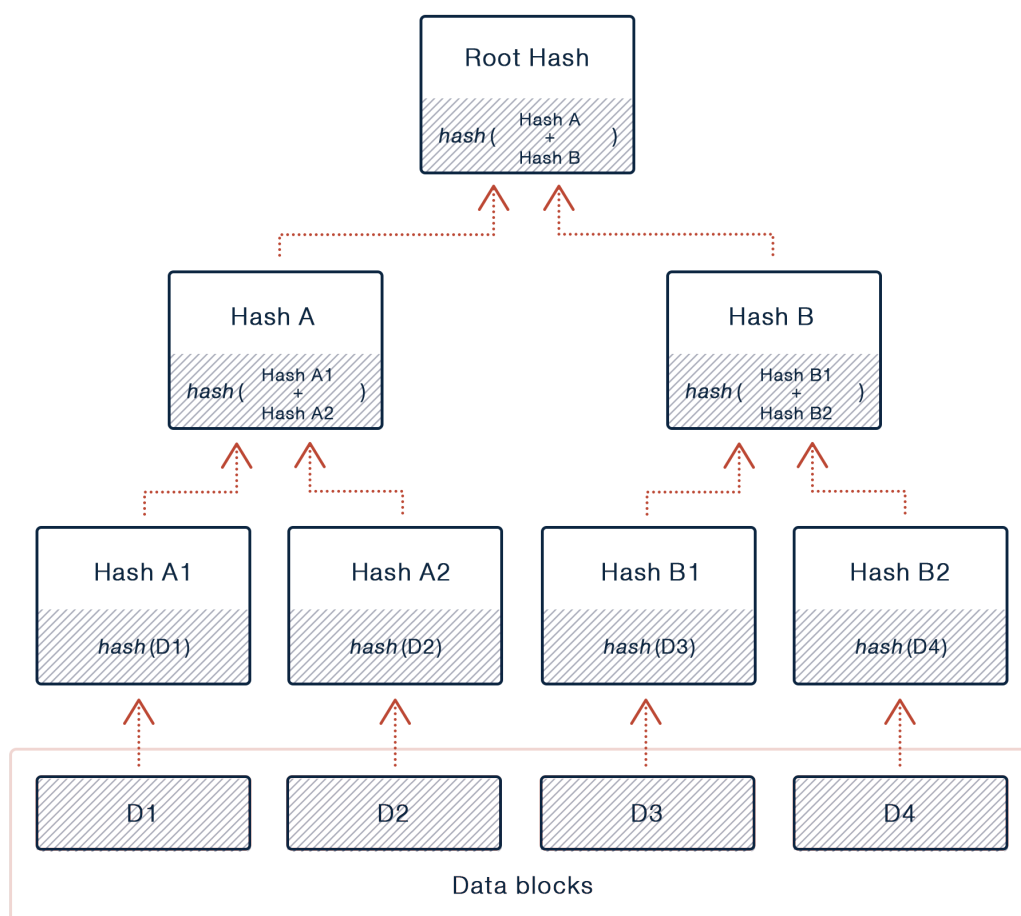 Root Hash
Hash A
hash( + )
Hash B
Hash A
Hash B
Hash A1
hash( + )
Hash A2
Hash B1
hash( + )
Hash B2
Hash A1
Hash A2
Hash B1
Hash B2
hash(D1)
hash(D2)
hash(D3)
hash(D4)
D1
D2
D3
D4
Data blocks